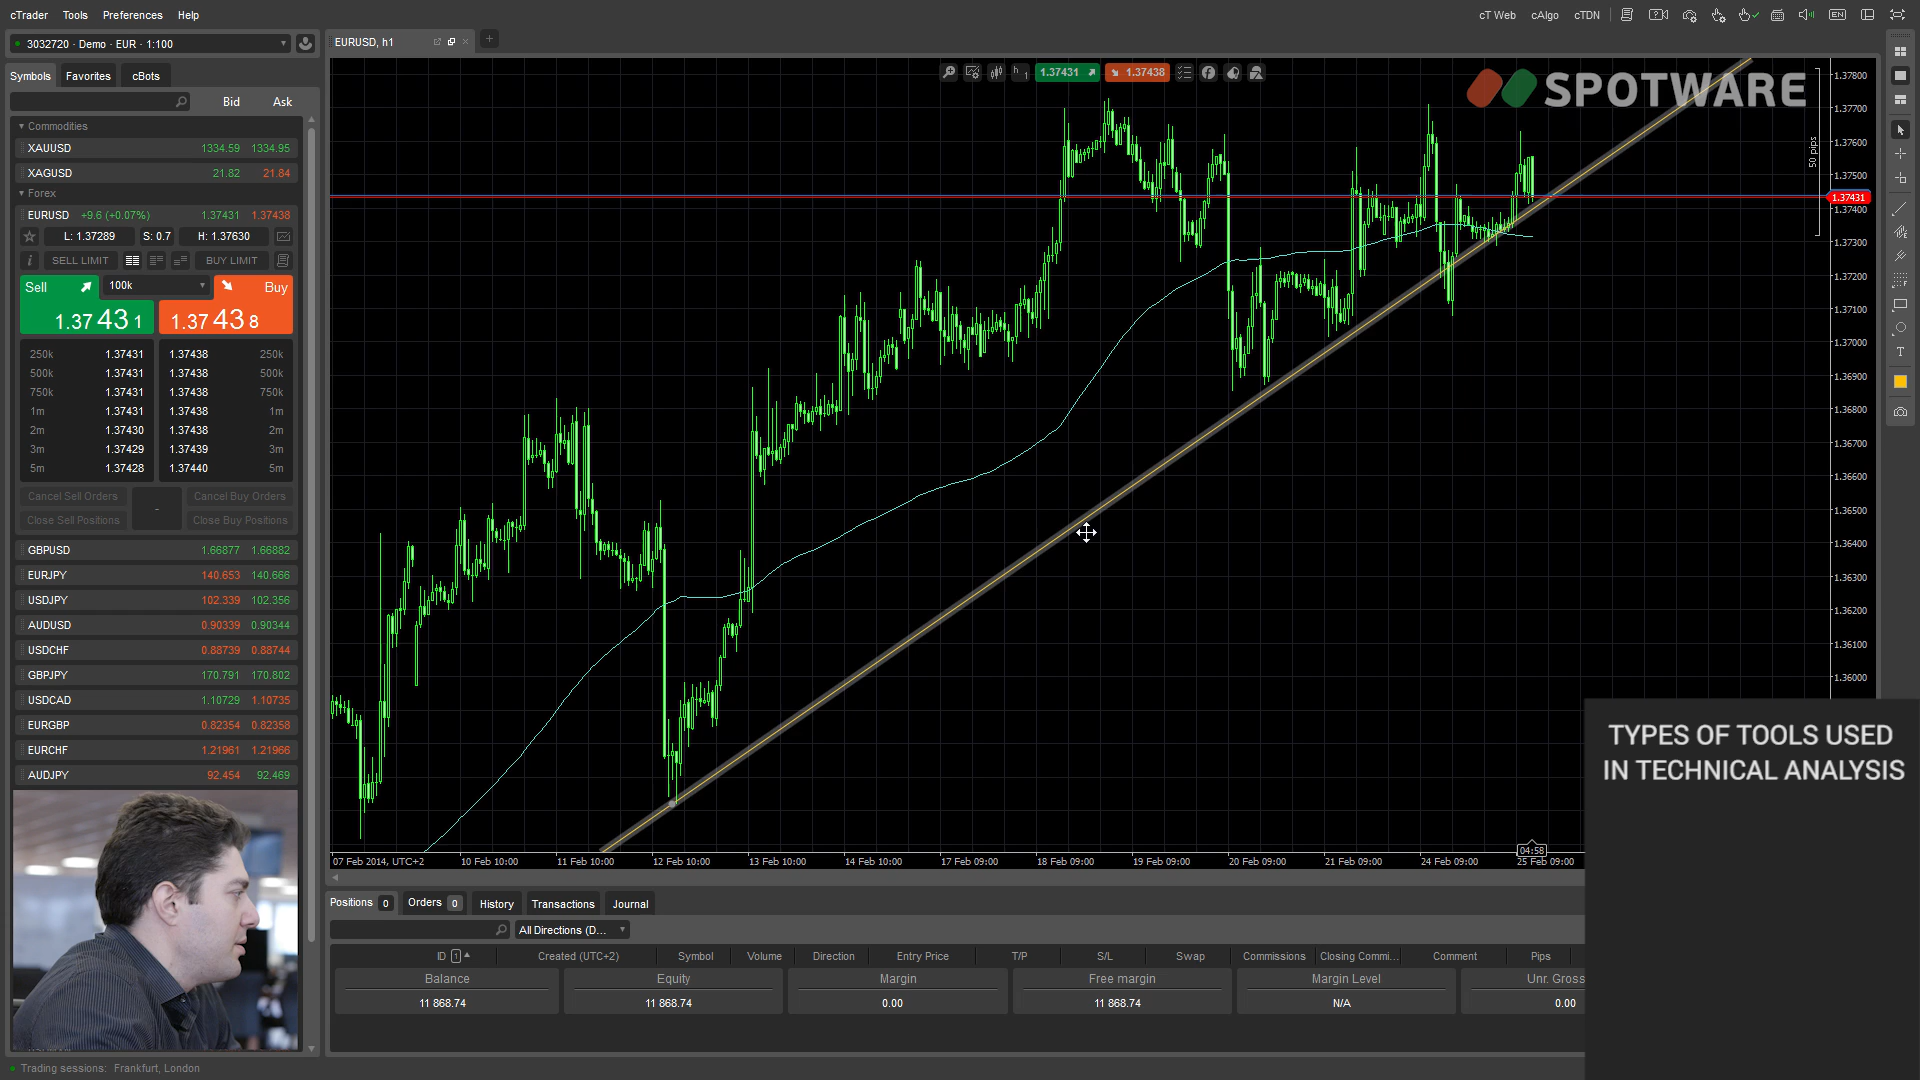 cTrader Tools Preferences Help
cT Web cAlgo cTDN EN
3032720 · Demo · EUR · 1:100
EURUSD, h1
Symbols Favorites cBots
Bid Ask
Commodities
XAUUSD 1334.59 1334.95
XAGUSD 21.82 21.84
Forex
EURUSD +9.6 (+0.07%) 1.37431 1.37438
L: 1.37289 S: 0.7 H: 1.37630
SELL LIMIT BUY LIMIT
Sell 100k Buy
1.37 43 1 1.37 43 8
250k 1.37431 1.37438 250k
500k 1.37431 1.37438 500k
750k 1.37431 1.37438 750k
1m 1.37431 1.37438 1m
2m 1.37430 1.37438 2m
3m 1.37429 1.37439 3m
5m 1.37428 1.37440 5m
Cancel Sell Orders - Cancel Buy Orders
Close Sell Positions Close Buy Positions
GBPUSD 1.66877 1.66882
EURJPY 140.653 140.666
USDJPY 102.339 102.356
AUDUSD 0.90339 0.90344
USDCHF 0.88739 0.88744
GBPJPY 170.791 170.802
USDCAD 1.10729 1.10735
EURGBP 0.82354 0.82358
EURCHF 1.21961 1.21966
AUDJPY 92.454 92.469
Trading sessions: Frankfurt, London
h1 1.37431 1.37438
SPOTWARE
50 pips
1.37800
1.37700
1.37600
1.37500
1.37431
1.37400
1.37300
1.37200
1.37100
1.37000
1.36900
1.36800
1.36700
1.36600
1.36500
1.36400
1.36300
1.36200
1.36100
1.36000
T
04:58
07 Feb 2014, UTC+2 10 Feb 10:00 11 Feb 10:00 12 Feb 10:00 13 Feb 10:00 14 Feb 10:00 17 Feb 09:00 18 Feb 09:00 19 Feb 09:00 20 Feb 09:00 21 Feb 09:00 24 Feb 09:00 25 Feb 09:00
TYPES OF TOOLS USED
IN TECHNICAL ANALYSIS
Positions 0 Orders 0 History Transactions Journal
All Directions (D...
ID 1 Created (UTC+2) Symbol Volume Direction Entry Price T/P S/L Swap Commissions Closing Commi... Comment Pips
Balance Equity Margin Free margin Margin Level Unr. Gross
11 868.74 11 868.74 0.00 11 868.74 N/A 0.00